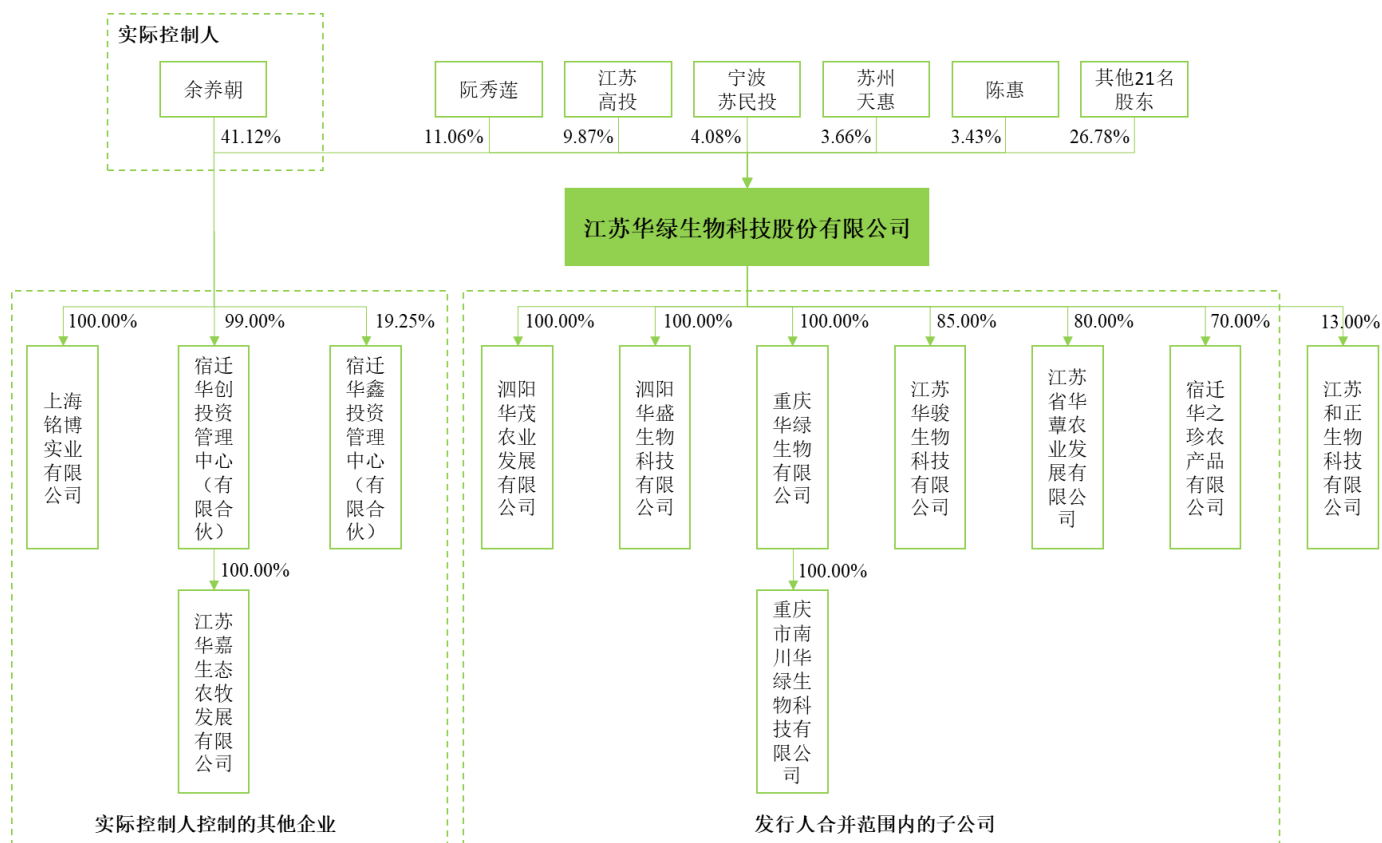 实际控制人
余养朝
阮秀莲
江苏
高投
宁波
苏民投
苏州
天惠
陈惠
其他21名
股东
41.12%
11.06%
9.87%
4.08%
3.66%
3.43%
26.78%
江苏华绿生物科技股份有限公司
100.00%
99.00%
19.25%
100.00%
100.00%
100.00%
85.00%
80.00%
70.00%
13.00%
上海
铭博
实业
有限
公司
宿迁
华创
投资
管理
中心
（有
限合
伙）
宿迁
华鑫
投资
管理
中心
（有
限合
伙）
泗阳
华茂
农业
发展
有限
公司
泗阳
华盛
生物
科技
有限
公司
重庆
华绿
生物
有限
公司
江苏
华骏
生物
科技
有限
公司
江苏
省华
蕈农
业发
展有
限公
司
宿迁
华之
珍农
产品
有限
公司
江苏
和正
生物
科技
有限
公司
100.00%
100.00%
江苏
华嘉
生态
农牧
发展
有限
公司
重庆
市南
川华
绿生
物科
技有
限公
司
实际控制人控制的其他企业
发行人合并范围内的子公司